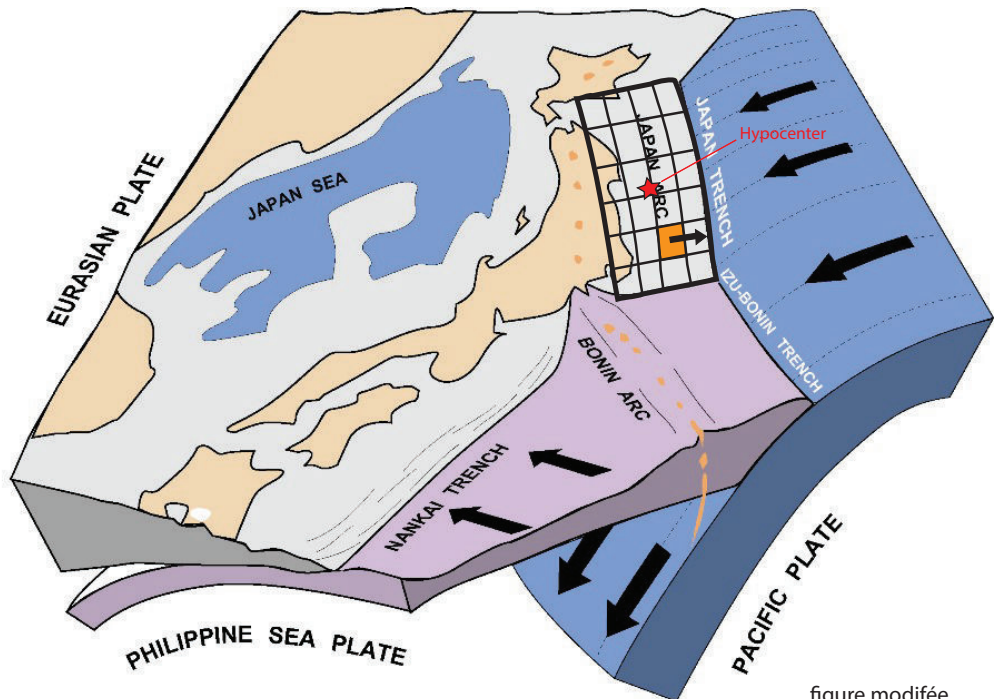 EURASIAN PLATE
JAPAN SEA
JAPAN ARC
JAPAN TRENCH
Hypocenter
IZU-BONIN TRENCH
BONIN ARC
NANKAI TRENCH
PHILIPPINE SEA PLATE
PACIFIC PLATE
figure modifée